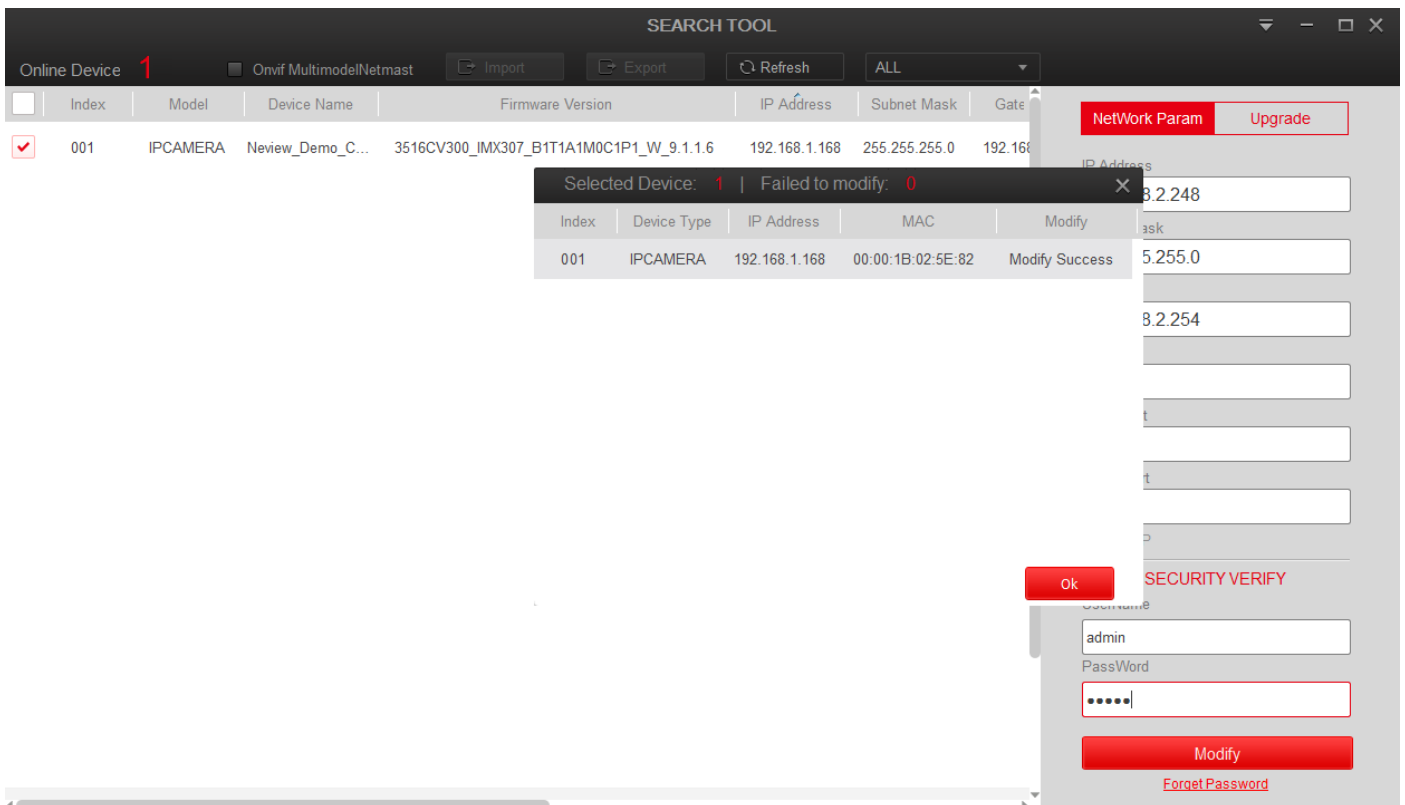 SEARCH TOOL
Online Device 1 Onvif MultimodelNetmast Import Export Refresh ALL
Index Model Device Name Firmware Version IP Address Subnet Mask Gate
001 IPCAMERA Neview_Demo_C... 3516CV300_IMX307_B1T1A1M0C1P1_W_9.1.1.6 192.168.1.168 255.255.255.0 192.168
Selected Device: 1 | Failed to modify: 0
Index Device Type IP Address MAC Modify
001 IPCAMERA 192.168.1.168 00:00:1B:02:5E:82 Modify Success
Ok
NetWork Param Upgrade
IP Address
8.2.248
ask
5.255.0
8.2.254
t
rt
P
SECURITY VERIFY
UserName
admin
PassWord
•••••
Modify
Forget Password